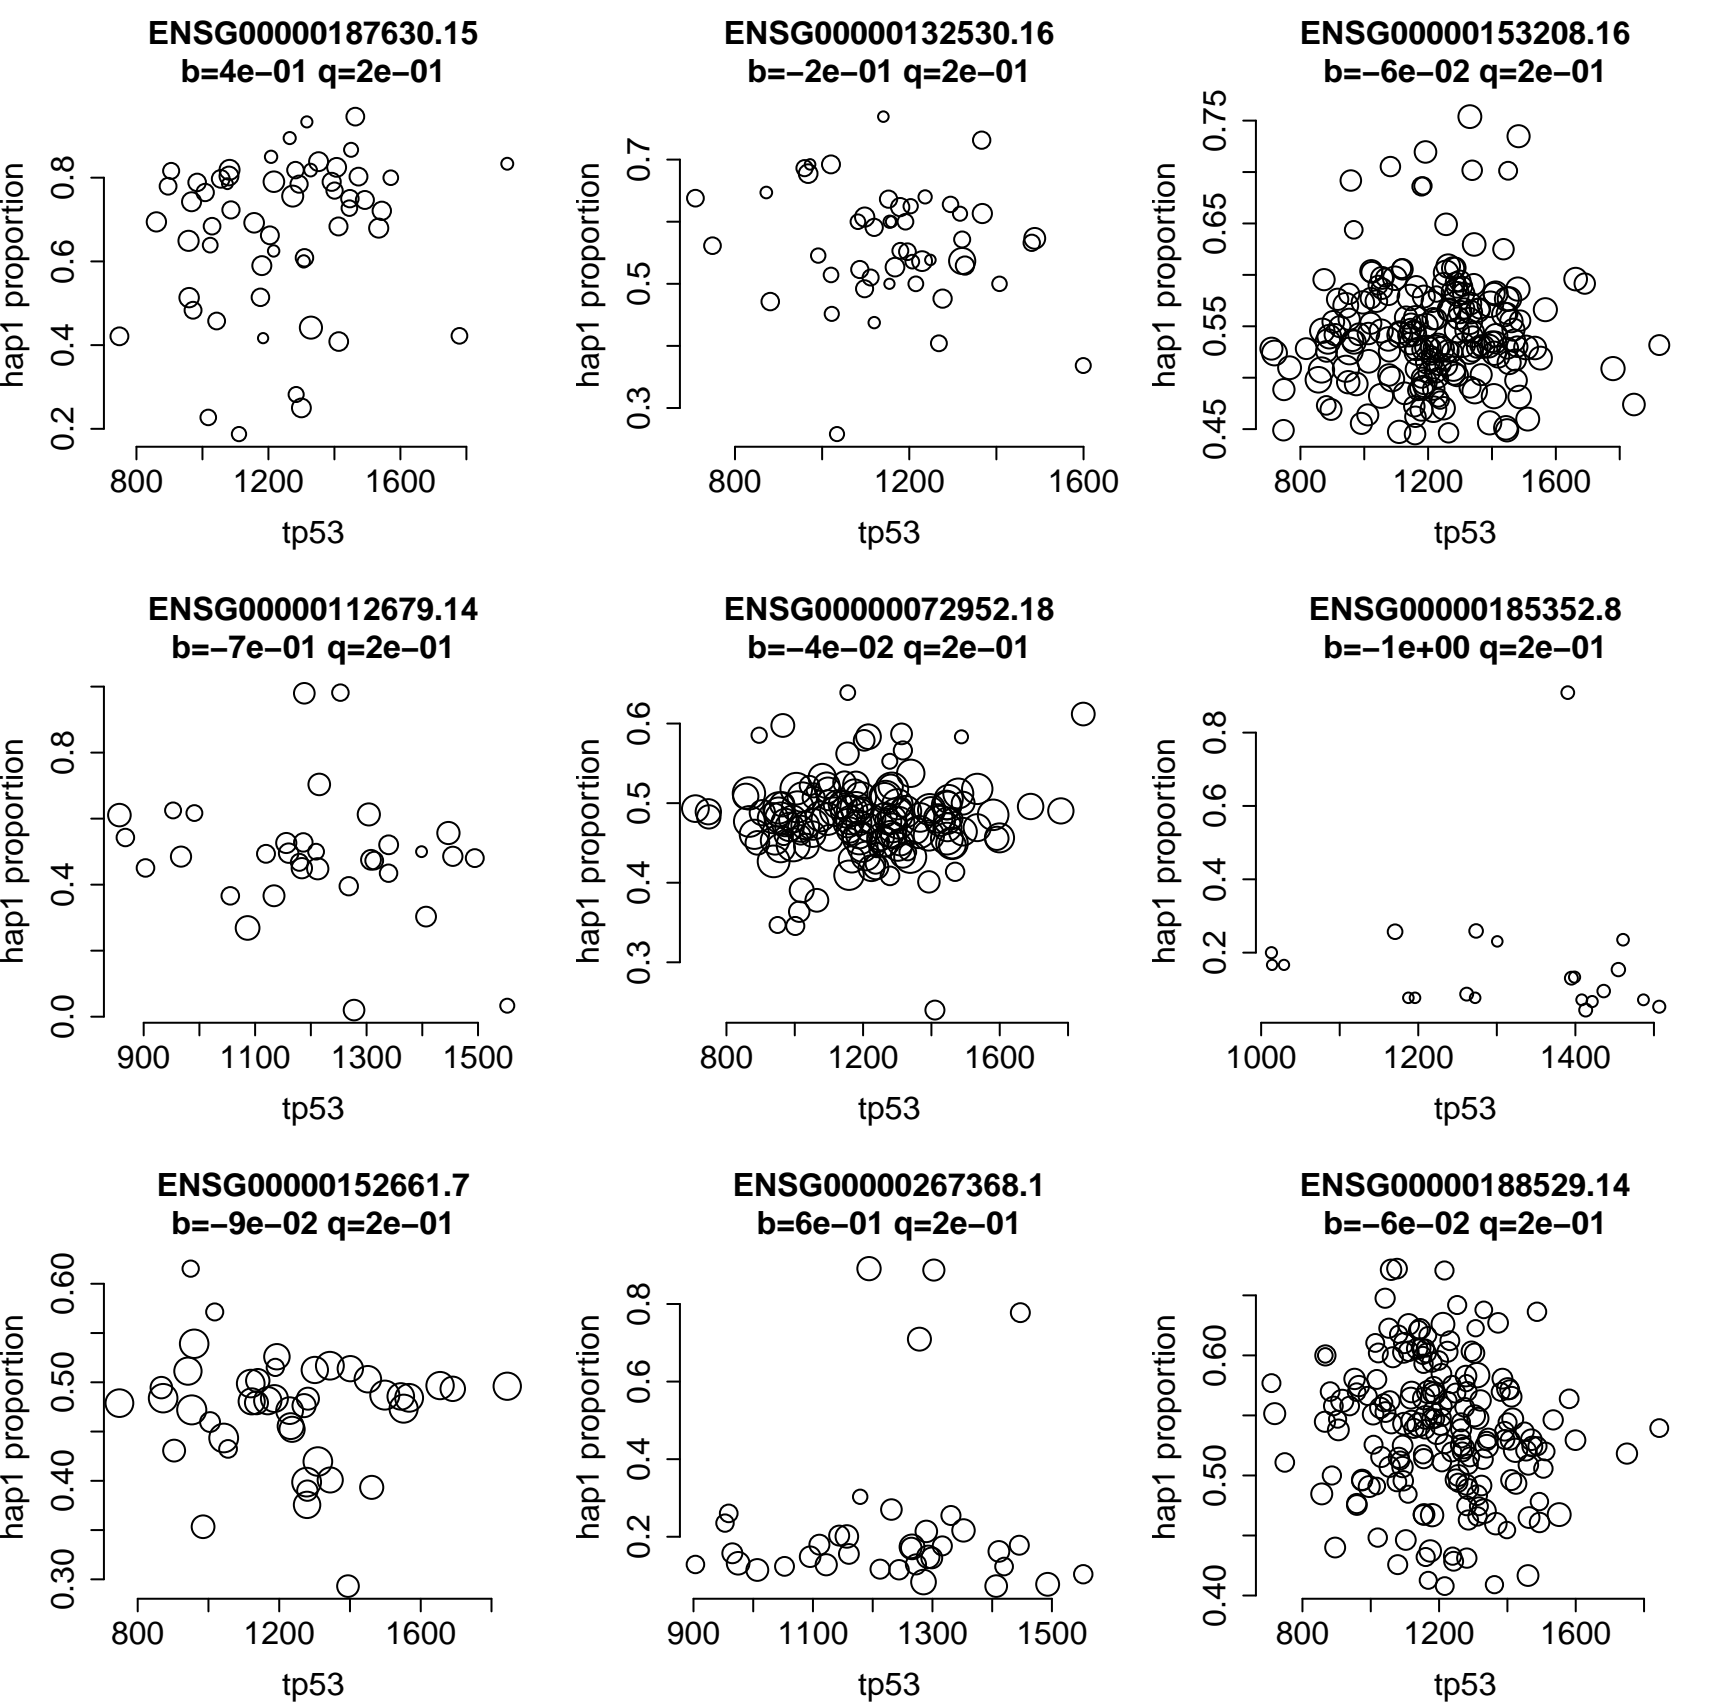 ENSG00000187630.15
b=4e−01 q=2e−01
hap1 proportion
0.2 0.4 0.6 0.8
800 1200 1600
tp53
ENSG00000132530.16
b=−2e−01 q=2e−01
hap1 proportion
0.3 0.5 0.7
800 1200 1600
tp53
ENSG00000153208.16
b=−6e−02 q=2e−01
hap1 proportion
0.45 0.55 0.65 0.75
800 1200 1600
tp53
ENSG00000112679.14
b=−7e−01 q=2e−01
hap1 proportion
0.0 0.4 0.8
900 1100 1300 1500
tp53
ENSG00000072952.18
b=−4e−02 q=2e−01
hap1 proportion
0.3 0.4 0.5 0.6
800 1200 1600
tp53
ENSG00000185352.8
b=−1e+00 q=2e−01
hap1 proportion
0.2 0.4 0.6 0.8
1000 1200 1400
tp53
ENSG00000152661.7
b=−9e−02 q=2e−01
hap1 proportion
0.30 0.40 0.50 0.60
800 1200 1600
tp53
ENSG00000267368.1
b=6e−01 q=2e−01
hap1 proportion
0.2 0.4 0.6 0.8
900 1100 1300 1500
tp53
ENSG00000188529.14
b=−6e−02 q=2e−01
hap1 proportion
0.40 0.50 0.60
800 1200 1600
tp53